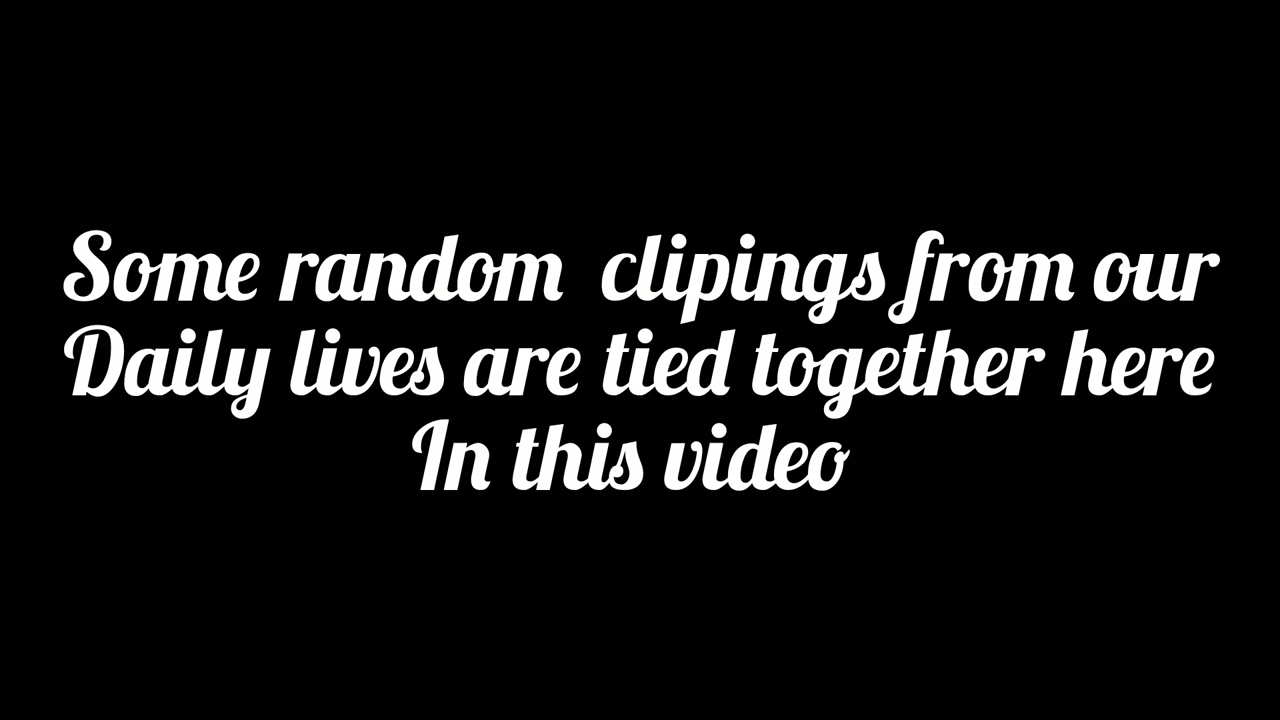 Some random  clipings from our
Daily lives are tied together here
In this video